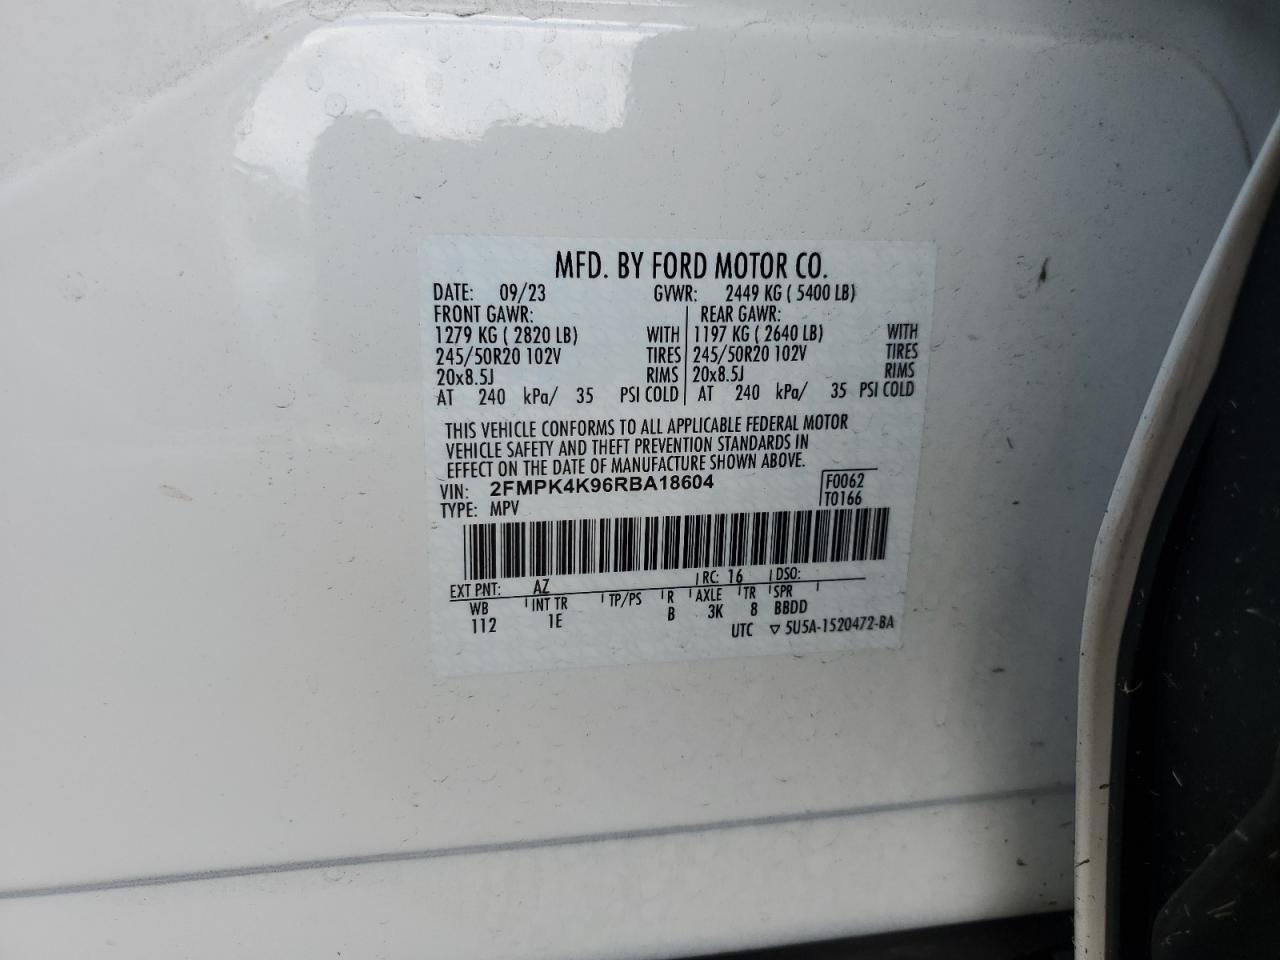 MFD. BY FORD MOTOR CO.
DATE: 09/23 GVWR: 2449 KG ( 5400 LB)
FRONT GAWR: REAR GAWR:
1279 KG ( 2820 LB) WITH 1197 KG ( 2640 LB) WITH
245/50R20 102V TIRES 245/50R20 102V TIRES
20x8.5J RIMS 20x8.5J RIMS
AT 240 kPa/ 35 PSI COLD AT 240 kPa/ 35 PSI COLD
THIS VEHICLE CONFORMS TO ALL APPLICABLE FEDERAL MOTOR
VEHICLE SAFETY AND THEFT PREVENTION STANDARDS IN
EFFECT ON THE DATE OF MANUFACTURE SHOWN ABOVE.
VIN: 2FMPK4K96RBA18604 F0062
TYPE: MPV T0166
EXT PNT: AZ RC: 16 DSO:
WB INT TR TP/PS R AXLE TR SPR
112 1E B 3K 8 BBDD
UTC ▽ 5U5A-1520472-BA